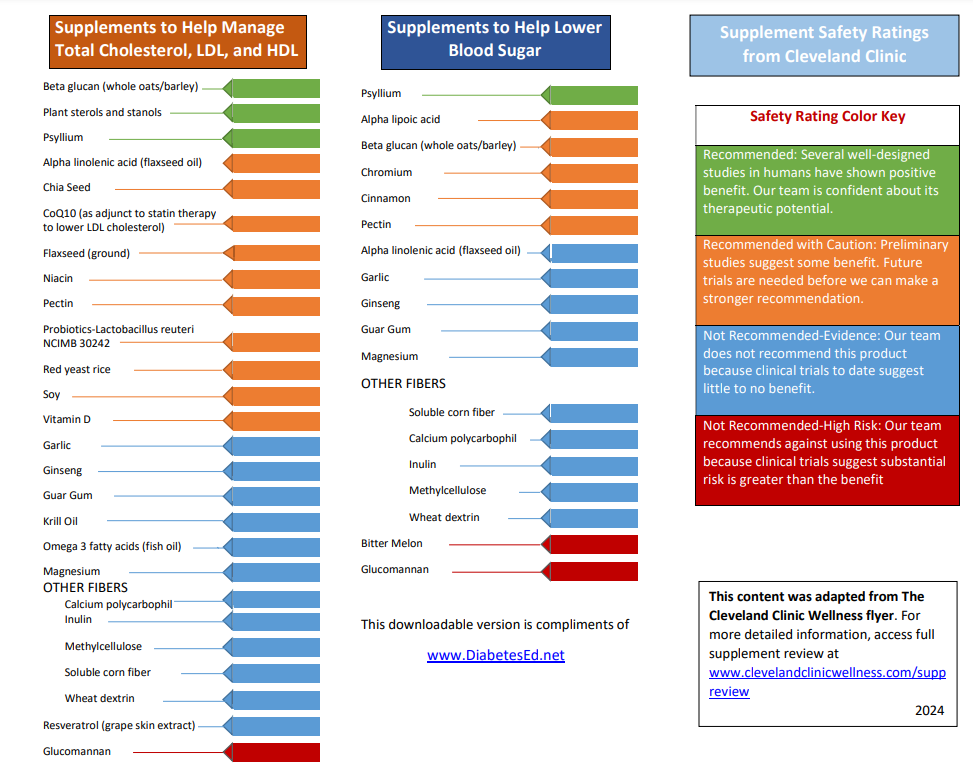 Supplements to Help Manage
Total Cholesterol, LDL, and HDL
Beta glucan (whole oats/barley)
Plant sterols and stanols
Psyllium
Alpha linolenic acid (flaxseed oil)
Chia Seed
CoQ10 (as adjunct to statin therapy
to lower LDL cholesterol)
Flaxseed (ground)
Niacin
Pectin
Probiotics-Lactobacillus reuteri
NCIMB 30242
Red yeast rice
Soy
Vitamin D
Garlic
Ginseng
Guar Gum
Krill Oil
Omega 3 fatty acids (fish oil)
Magnesium
OTHER FIBERS
Calcium polycarbophil
Inulin
Methylcellulose
Soluble corn fiber
Wheat dextrin
Resveratrol (grape skin extract)
Glucomannan
Supplements to Help Lower
Blood Sugar
Psyllium
Alpha lipoic acid
Beta glucan (whole oats/barley)
Chromium
Cinnamon
Pectin
Alpha linolenic acid (flaxseed oil)
Garlic
Ginseng
Guar Gum
Magnesium
OTHER FIBERS
Soluble corn fiber
Calcium polycarbophil
Inulin
Methylcellulose
Wheat dextrin
Bitter Melon
Glucomannan
This downloadable version is compliments of
www.DiabetesEd.net
Supplement Safety Ratings
from Cleveland Clinic
Safety Rating Color Key
Recommended: Several well-designed
studies in humans have shown positive
benefit. Our team is confident about its
therapeutic potential.
Recommended with Caution: Preliminary
studies suggest some benefit. Future
trials are needed before we can make a
stronger recommendation.
Not Recommended-Evidence: Our team
does not recommend this product
because clinical trials to date suggest
little to no benefit.
Not Recommended-High Risk: Our team
recommends against using this product
because clinical trials suggest substantial
risk is greater than the benefit
This content was adapted from The
Cleveland Clinic Wellness flyer. For
more detailed information, access full
supplement review at
www.clevelandclinicwellness.com/supp
review
2024